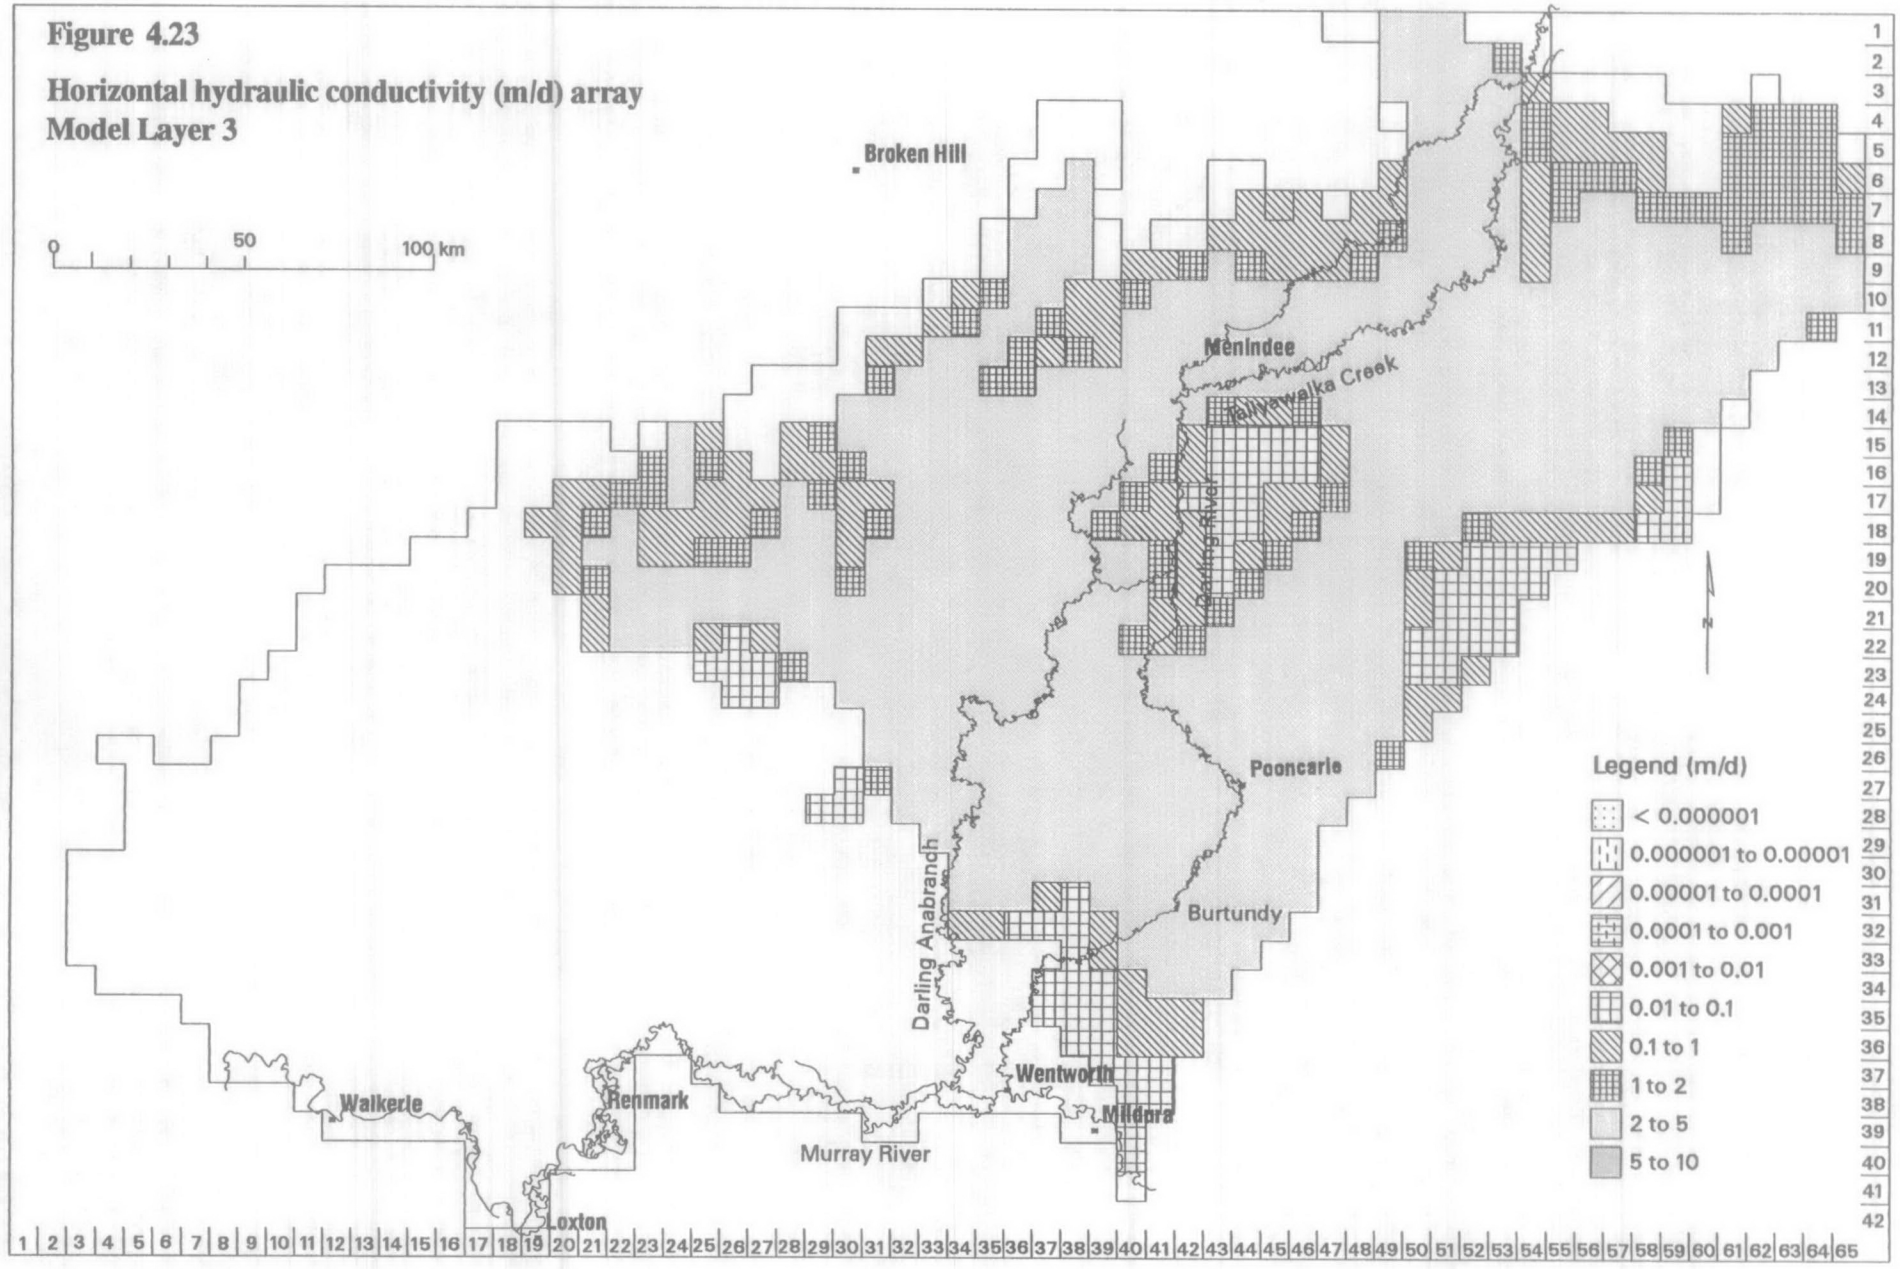 Figure 4.23
Horizontal hydraulic conductivity (m/d) array
Model Layer 3
Broken Hill
0 50 100 km
Menindee
Tallyawalka Creek
Darling River
Pooncarie
Darling Anabranch
Burtundy
Wentworth
Mildura
Walkerie
Renmark
Murray River
Loxton
N
Legend (m/d)
< 0.000001
0.000001 to 0.00001
0.00001 to 0.0001
0.0001 to 0.001
0.001 to 0.01
0.01 to 0.1
0.1 to 1
1 to 2
2 to 5
5 to 10
1
2
3
4
5
6
7
8
9
10
11
12
13
14
15
16
17
18
19
20
21
22
23
24
25
26
27
28
29
30
31
32
33
34
35
36
37
38
39
40
41
42
1 2 3 4 5 6 7 8 9 10 11 12 13 14 15 16 17 18 19 20 21 22 23 24 25 26 27 28 29 30 31 32 33 34 35 36 37 38 39 40 41 42 43 44 45 46 47 48 49 50 51 52 53 54 55 56 57 58 59 60 61 62 63 64 65